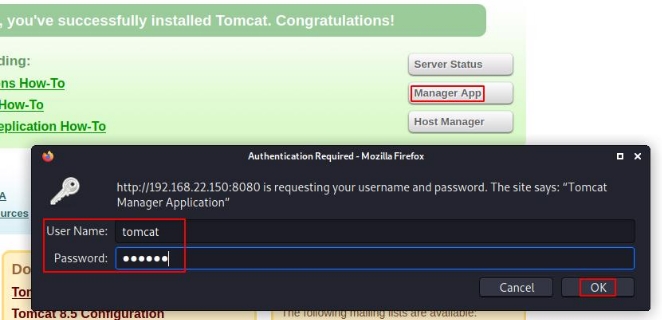 , you've successfully installed Tomcat. Congratulations!
ding:
ns How-To
How-To
eplication How-To
Server Status
Manager App
Host Manager
Authentication Required – Mozilla Firefox
http://192.168.22.150:8080 is requesting your username and password. The site says: “Tomcat
Manager Application”
User Name: tomcat
Password: ••••••
Cancel OK
A
urces
Do
Tom
Tomcat 8.5 Configuration
The following mailing lists are available: